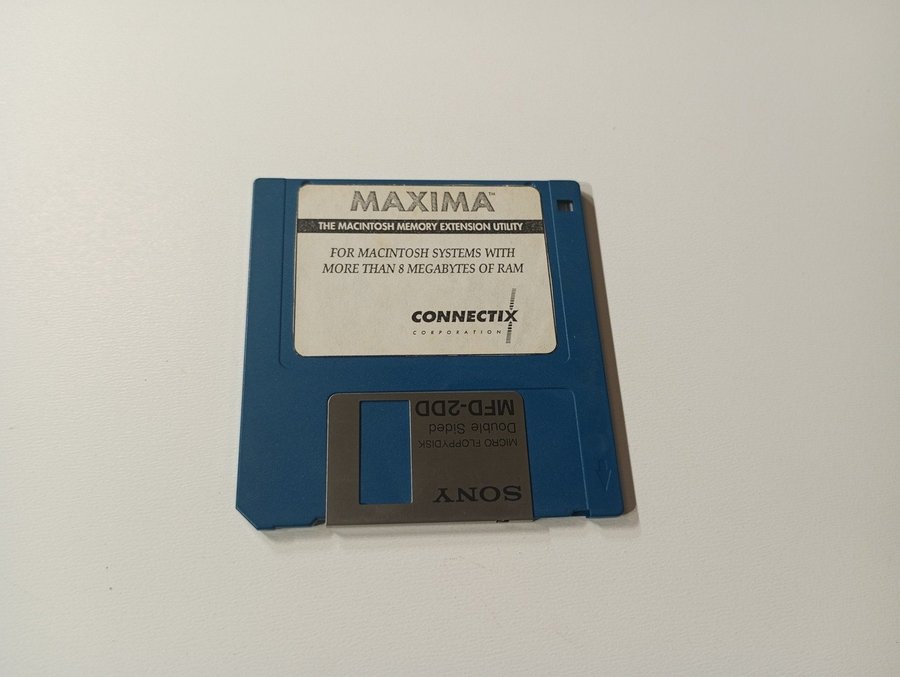 MAXIMA™
THE MACINTOSH MEMORY EXTENSION UTILITY
FOR MACINTOSH SYSTEMS WITH
MORE THAN 8 MEGABYTES OF RAM
CONNECTIX
CORPORATION
SONY
MICRO FLOPPYDISK
Double Sided
MFD-2DD